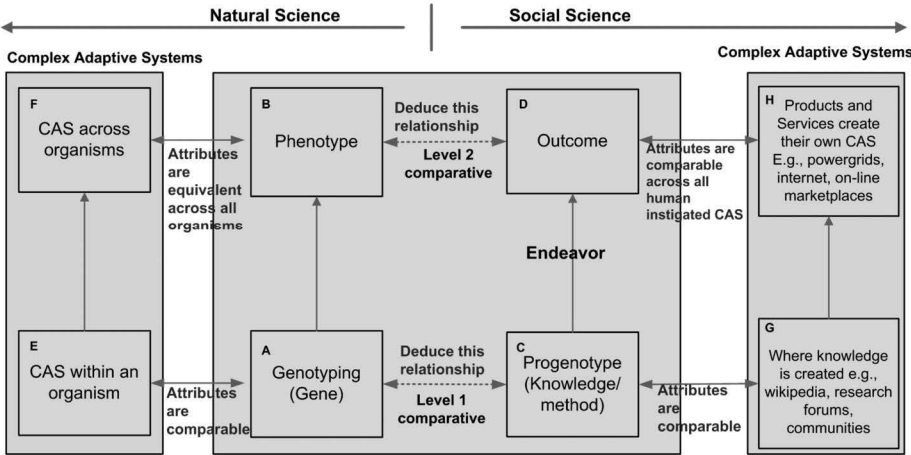 Natural Science
Social Science
Complex Adaptive Systems
Complex Adaptive Systems
F
CAS across
organisms
Attributes
are
equivalent
across all
organisms
B
Phenotype
Deduce this
relationship
Level 2
comparative
D
Outcome
Attributes are
comparable
across all
human
instigated CAS
H
Products and
Services create
their own CAS
E.g., powergrids,
internet, on-line
marketplaces
Endeavor
E
CAS within an
organism
Attributes
are
comparable
A
Genotyping
(Gene)
Deduce this
relationship
Level 1
comparative
C
Progenotype
(Knowledge/
method)
Attributes
are
comparable
G
Where knowledge
is created e.g.,
wikipedia, research
forums,
communities